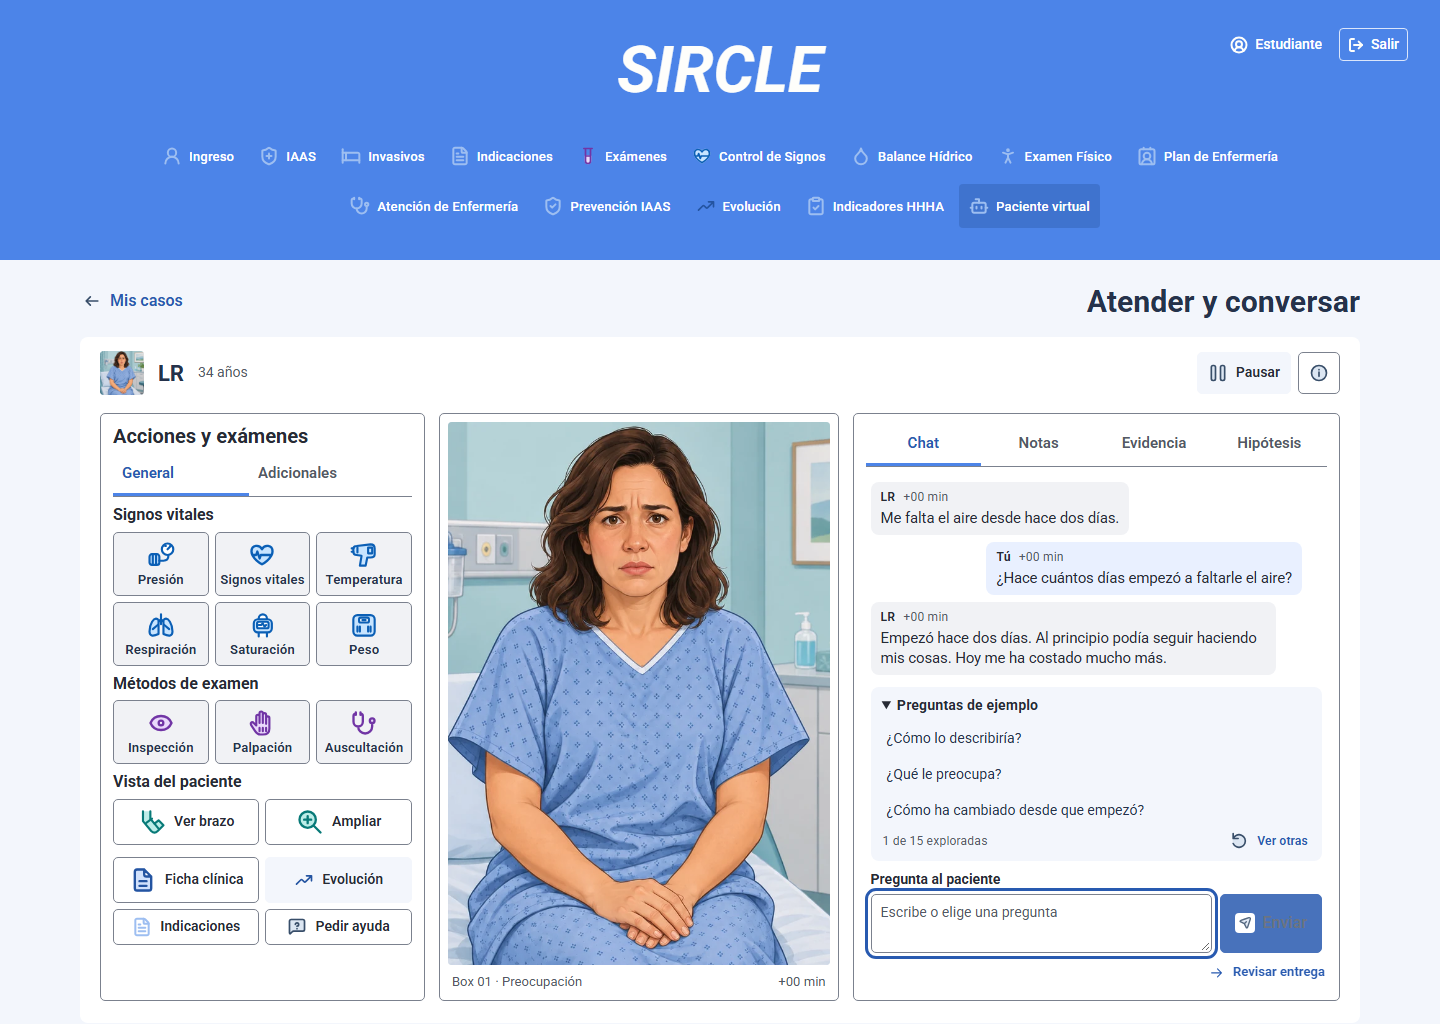 SIRCLE
Estudiante
Salir
Ingreso
IAAS
Invasivos
Indicaciones
Exámenes
Control de Signos
Balance Hídrico
Examen Físico
Plan de Enfermería
Atención de Enfermería
Prevención IAAS
Evolución
Indicadores HHHA
Paciente virtual
Mis casos
Atender y conversar
LR 34 años
Pausar
Acciones y exámenes
General
Adicionales
Signos vitales
Presión
Signos vitales
Temperatura
Respiración
Saturación
Peso
Métodos de examen
Inspección
Palpación
Auscultación
Vista del paciente
Ver brazo
Ampliar
Ficha clínica
Evolución
Indicaciones
Pedir ayuda
Box 01 · Preocupación
+00 min
Chat
Notas
Evidencia
Hipótesis
LR +00 min
Me falta el aire desde hace dos días.
Tú +00 min
¿Hace cuántos días empezó a faltarle el aire?
LR +00 min
Empezó hace dos días. Al principio podía seguir haciendo
mis cosas. Hoy me ha costado mucho más.
▼ Preguntas de ejemplo
¿Cómo lo describiría?
¿Qué le preocupa?
¿Cómo ha cambiado desde que empezó?
1 de 15 exploradas
Ver otras
Pregunta al paciente
Escribe o elige una pregunta
Enviar
Revisar entrega